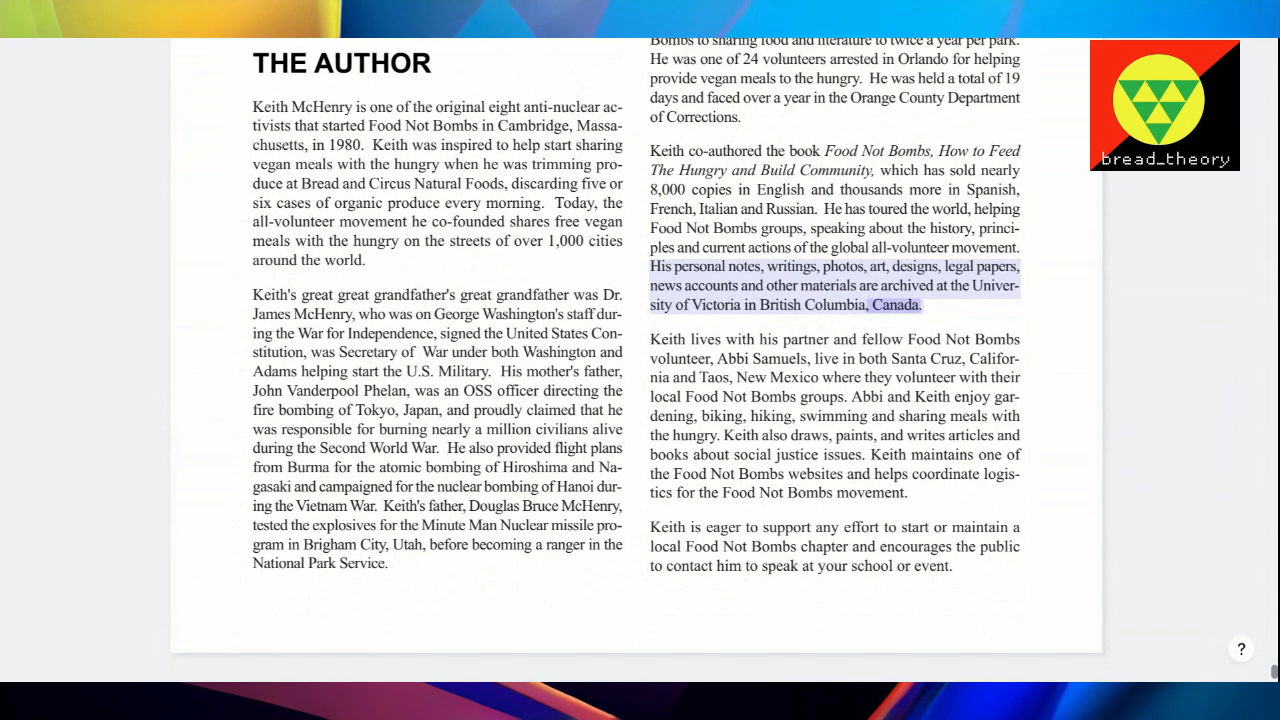 THE AUTHOR
Keith McHenry is one of the original eight anti-nuclear ac-
tivists that started Food Not Bombs in Cambridge, Massa-
chusetts, in 1980. Keith was inspired to help start sharing
vegan meals with the hungry when he was trimming pro-
duce at Bread and Circus Natural Foods, discarding five or
six cases of organic produce every morning. Today, the
all-volunteer movement he co-founded shares free vegan
meals with the hungry on the streets of over 1,000 cities
around the world.
Keith's great great grandfather's great grandfather was Dr.
James McHenry, who was on George Washington's staff dur-
ing the War for Independence, signed the United States Con-
stitution, was Secretary of War under both Washington and
Adams helping start the U.S. Military. His mother's father,
John Vanderpool Phelan, was an OSS officer directing the
fire bombing of Tokyo, Japan, and proudly claimed that he
was responsible for burning nearly a million civilians alive
during the Second World War. He also provided flight plans
from Burma for the atomic bombing of Hiroshima and Na-
gasaki and campaigned for the nuclear bombing of Hanoi dur-
ing the Vietnam War. Keith's father, Douglas Bruce McHenry,
tested the explosives for the Minute Man Nuclear missile pro-
gram in Brigham City, Utah, before becoming a ranger in the
National Park Service.
Bombs to sharing food and literature to twice a year per park.
He was one of 24 volunteers arrested in Orlando for helping
provide vegan meals to the hungry. He was held a total of 19
days and faced over a year in the Orange County Department
of Corrections.
Keith co-authored the book Food Not Bombs, How to Feed
The Hungry and Build Community, which has sold nearly
8,000 copies in English and thousands more in Spanish,
French, Italian and Russian. He has toured the world, helping
Food Not Bombs groups, speaking about the history, princi-
ples and current actions of the global all-volunteer movement.
His personal notes, writings, photos, art, designs, legal papers,
news accounts and other materials are archived at the Univer-
sity of Victoria in British Columbia, Canada.
Keith lives with his partner and fellow Food Not Bombs
volunteer, Abbi Samuels, live in both Santa Cruz, Califor-
nia and Taos, New Mexico where they volunteer with their
local Food Not Bombs groups. Abbi and Keith enjoy gar-
dening, biking, hiking, swimming and sharing meals with
the hungry. Keith also draws, paints, and writes articles and
books about social justice issues. Keith maintains one of
the Food Not Bombs websites and helps coordinate logis-
tics for the Food Not Bombs movement.
Keith is eager to support any effort to start or maintain a
local Food Not Bombs chapter and encourages the public
to contact him to speak at your school or event.
bread_theory
?